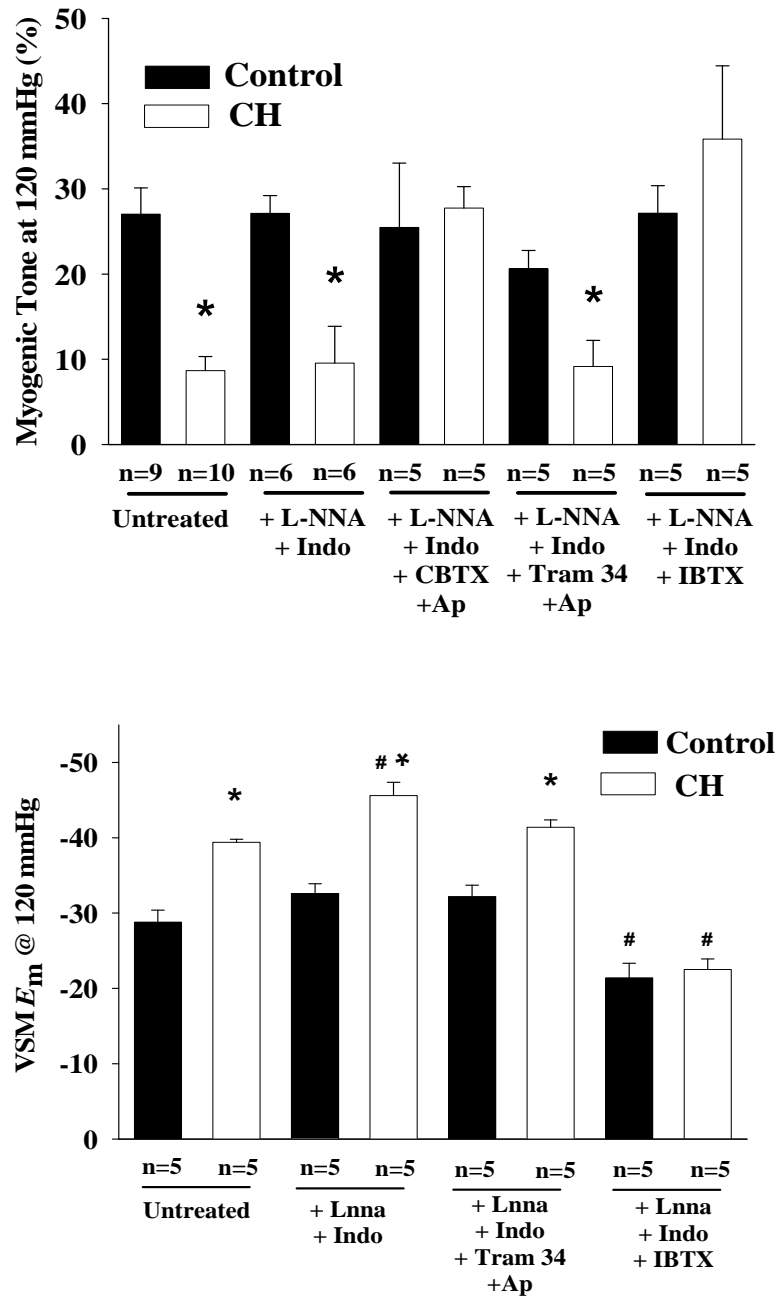 Myogenic Tone at 120 mmHg (%)
50
40
30
20
10
0
Control
CH
*
*
*
n=9 n=10 n=6 n=6 n=5 n=5 n=5 n=5 n=5 n=5
Untreated
+ L-NNA
+ Indo
+ L-NNA
+ Indo
+ CBTX
+Ap
+ L-NNA
+ Indo
+ Tram 34
+Ap
+ L-NNA
+ Indo
+ IBTX
VSM Em @ 120 mmHg
-50
-40
-30
-20
-10
0
Control
CH
*
# *
*
#
#
n=5 n=5 n=5 n=5 n=5 n=5 n=5 n=5
Untreated
+ Lnna
+ Indo
+ Lnna
+ Indo
+ Tram 34
+Ap
+ Lnna
+ Indo
+ IBTX